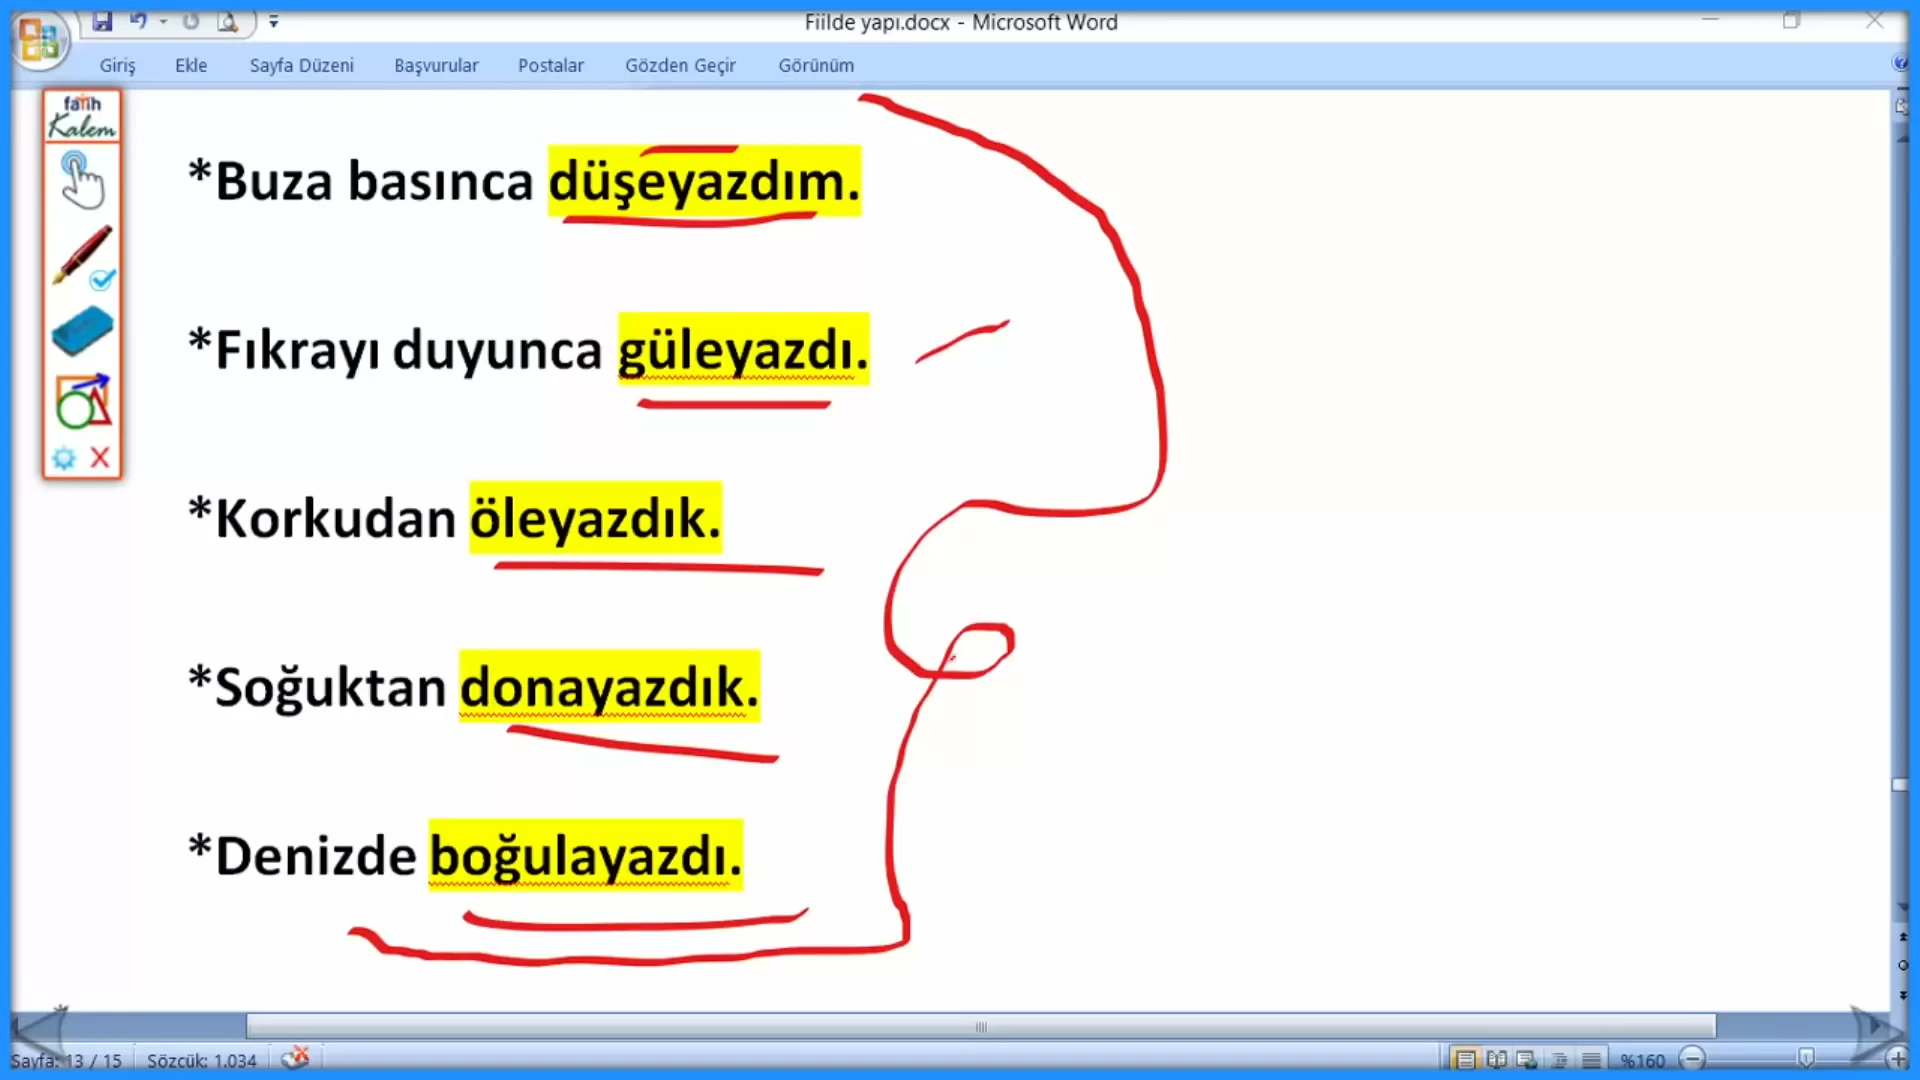 Fiilde yapı.docx - Microsoft Word
Giriş Ekle Sayfa Düzeni Başvurular Postalar Gözden Geçir Görünüm
fatih
Kalem
*Buza basınca düşeyazdım.
*Fıkrayı duyunca güleyazdı.
*Korkudan öleyazdık.
*Soğuktan donayazdık.
*Denizde boğulayazdı.
Sayfa: 13 / 15 Sözcük: 1.034 %160